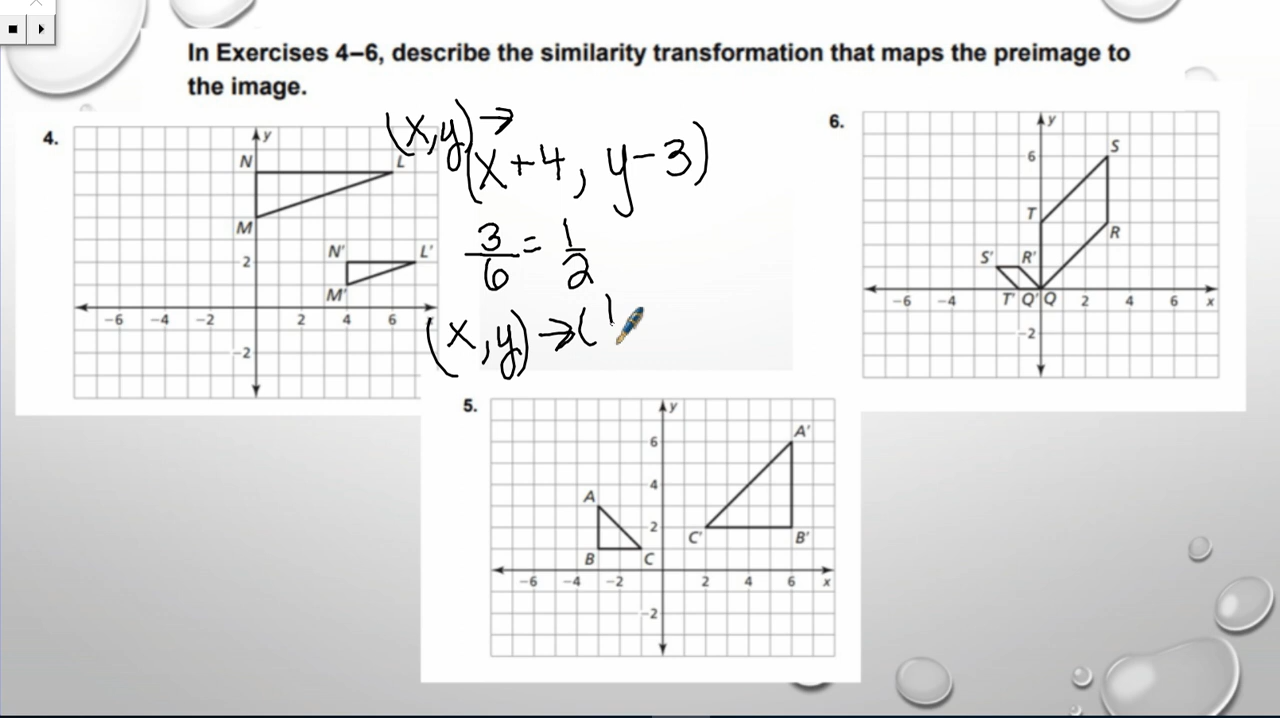 In Exercises 4–6, describe the similarity transformation that maps the preimage to
the image.
4.
y
N
L
M
2
N'
L'
M'
-6 -4 -2 2 4 6
-2
(x,y)→
(x+4, y-3)
3/6 = 1/2
(x,y)→( 1
6.
y
6
S
T
R
S' R'
T' Q' Q
-6 -4 2 4 6 x
-2
5.
y
A'
6
4
A
2
C' B'
B C
-6 -4 -2 2 4 6 x
-2